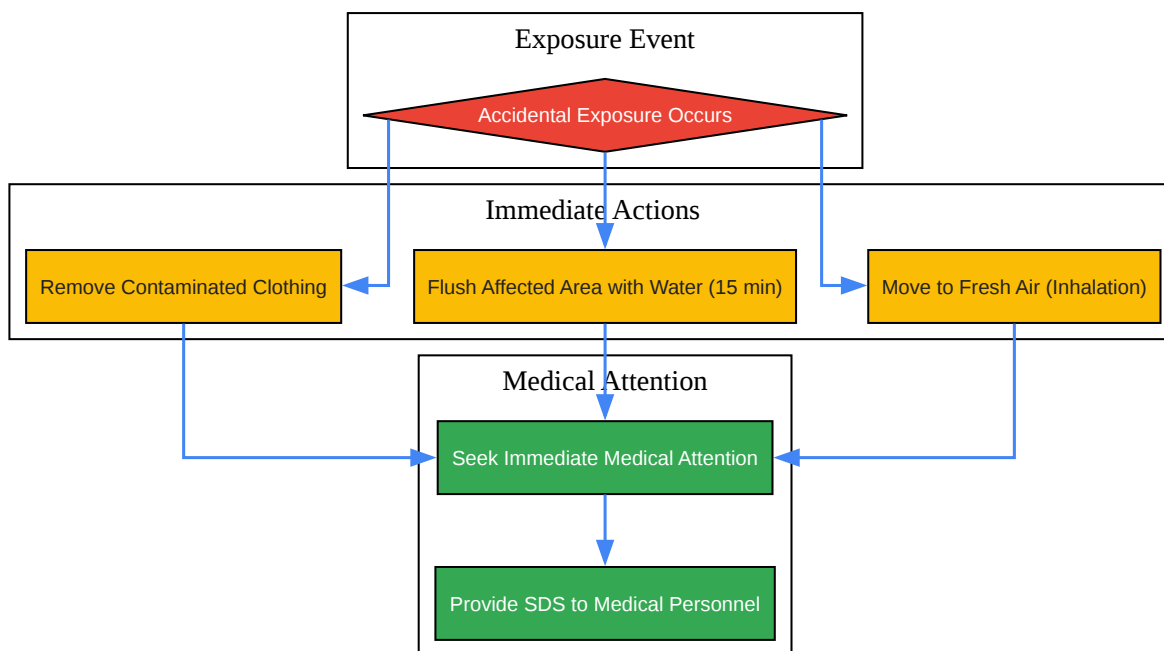 Exposure Event
Accidental Exposure Occurs
Immediate Actions
Remove Contaminated Clothing
Flush Affected Area with Water (15 min)
Move to Fresh Air (Inhalation)
Medical Attention
Seek Immediate Medical Attention
Provide SDS to Medical Personnel